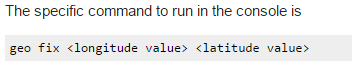 The specific command to run in the console is
geo fix <longitude value> <latitude value>